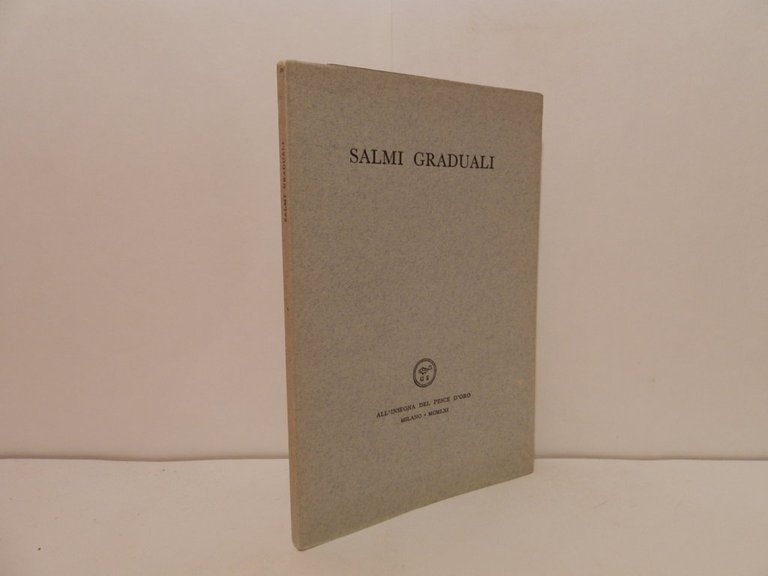 SALMI GRADUALI
SALMI GRADUALI
G S
ALL'INSEGNA DEL PESCE D'ORO
MILANO • MCMLXI